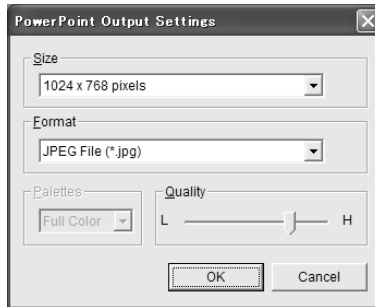 PowerPoint Output Settings
Size
1024 x 768 pixels
Format
JPEG File (*.jpg)
Palettes
Full Color
Quality
L
H
OK
Cancel